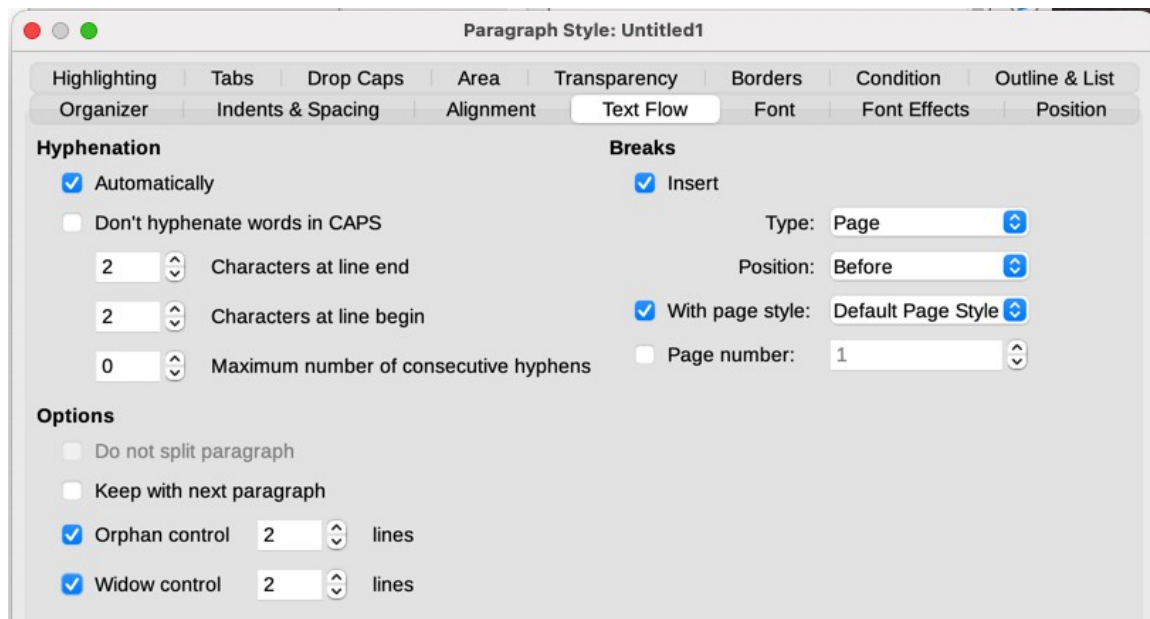 Paragraph Style: Untitled1
Highlighting Tabs Drop Caps Area Transparency Borders Condition Outline & List
Organizer Indents & Spacing Alignment Text Flow Font Font Effects Position
Hyphenation
Automatically
Don't hyphenate words in CAPS
2 Characters at line end
2 Characters at line begin
0 Maximum number of consecutive hyphens
Options
Do not split paragraph
Keep with next paragraph
Orphan control 2 lines
Widow control 2 lines
Breaks
Insert
Type: Page
Position: Before
With page style: Default Page Style
Page number: 1